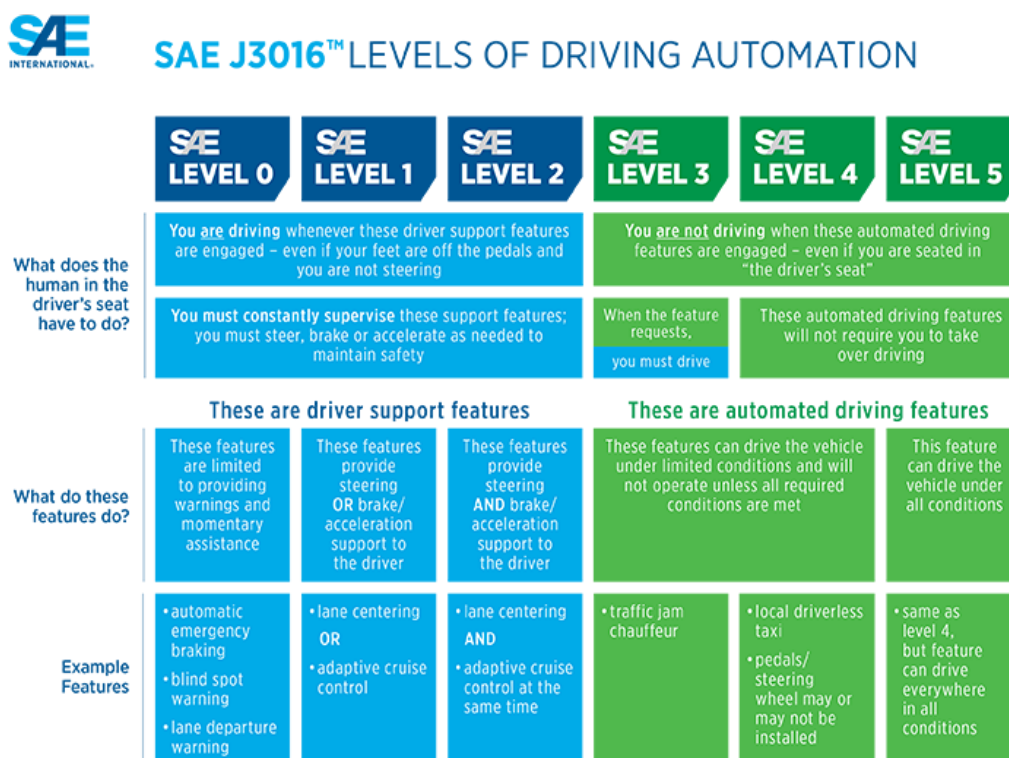 SAE
INTERNATIONAL®
SAE J3016™ LEVELS OF DRIVING AUTOMATION
SAE
LEVEL 0
SAE
LEVEL 1
SAE
LEVEL 2
SAE
LEVEL 3
SAE
LEVEL 4
SAE
LEVEL 5
What does the
human in the
driver's seat
have to do?
You are driving whenever these driver support features
are engaged – even if your feet are off the pedals and
you are not steering
You are not driving when these automated driving
features are engaged – even if you are seated in
"the driver's seat"
You must constantly supervise these support features;
you must steer, brake or accelerate as needed to
maintain safety
When the feature
requests,
you must drive
These automated driving features
will not require you to take
over driving
These are driver support features
These are automated driving features
What do these
features do?
These features
are limited
to providing
warnings and
momentary
assistance
These features
provide
steering
OR brake/
acceleration
support to
the driver
These features
provide
steering
AND brake/
acceleration
support to
the driver
These features can drive the vehicle
under limited conditions and will
not operate unless all required
conditions are met
This feature
can drive the
vehicle under
all conditions
Example
Features
•automatic
emergency
braking
•blind spot
warning
•lane departure
warning
•lane centering
OR
•adaptive cruise
control
•lane centering
AND
•adaptive cruise
control at the
same time
•traffic jam
chauffeur
•local driverless
taxi
•pedals/
steering
wheel may or
may not be
installed
•same as
level 4,
but feature
can drive
everywhere
in all
conditions